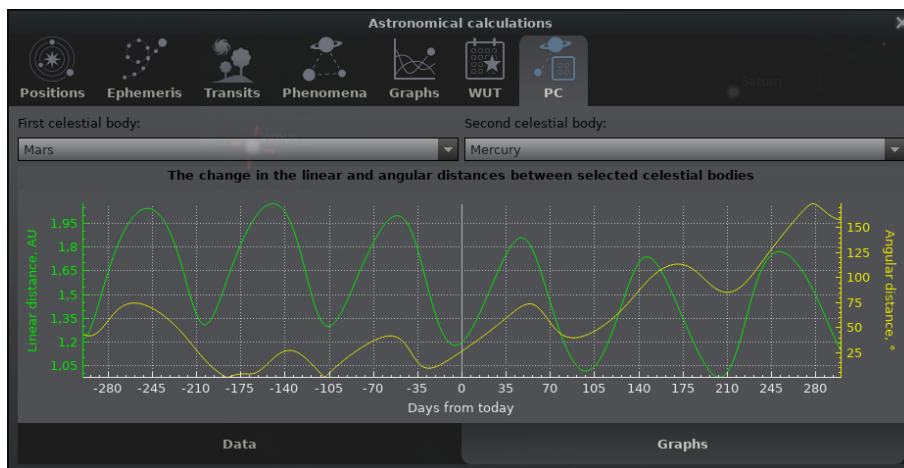 Astronomical calculations
Positions Ephemeris Transits Phenomena Graphs WUT PC
Saturn
First celestial body: Second celestial body:
Mars Mercury
The change in the linear and angular distances between selected celestial bodies
Linear distance, AU
1,95
1,8
1,65
1,5
1,35
1,2
1,05
150
125
100
75
50
25
Angular distance, °
-280 -245 -210 -175 -140 -105 -70 -35 0 35 70 105 140 175 210 245 280
Days from today
Data Graphs